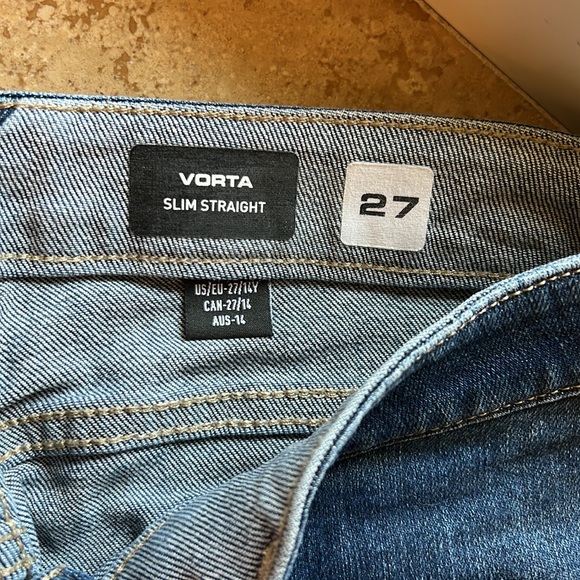 VORTA
SLIM STRAIGHT
27
US/EU-27/14Y
CAN-27/14
AUS-14